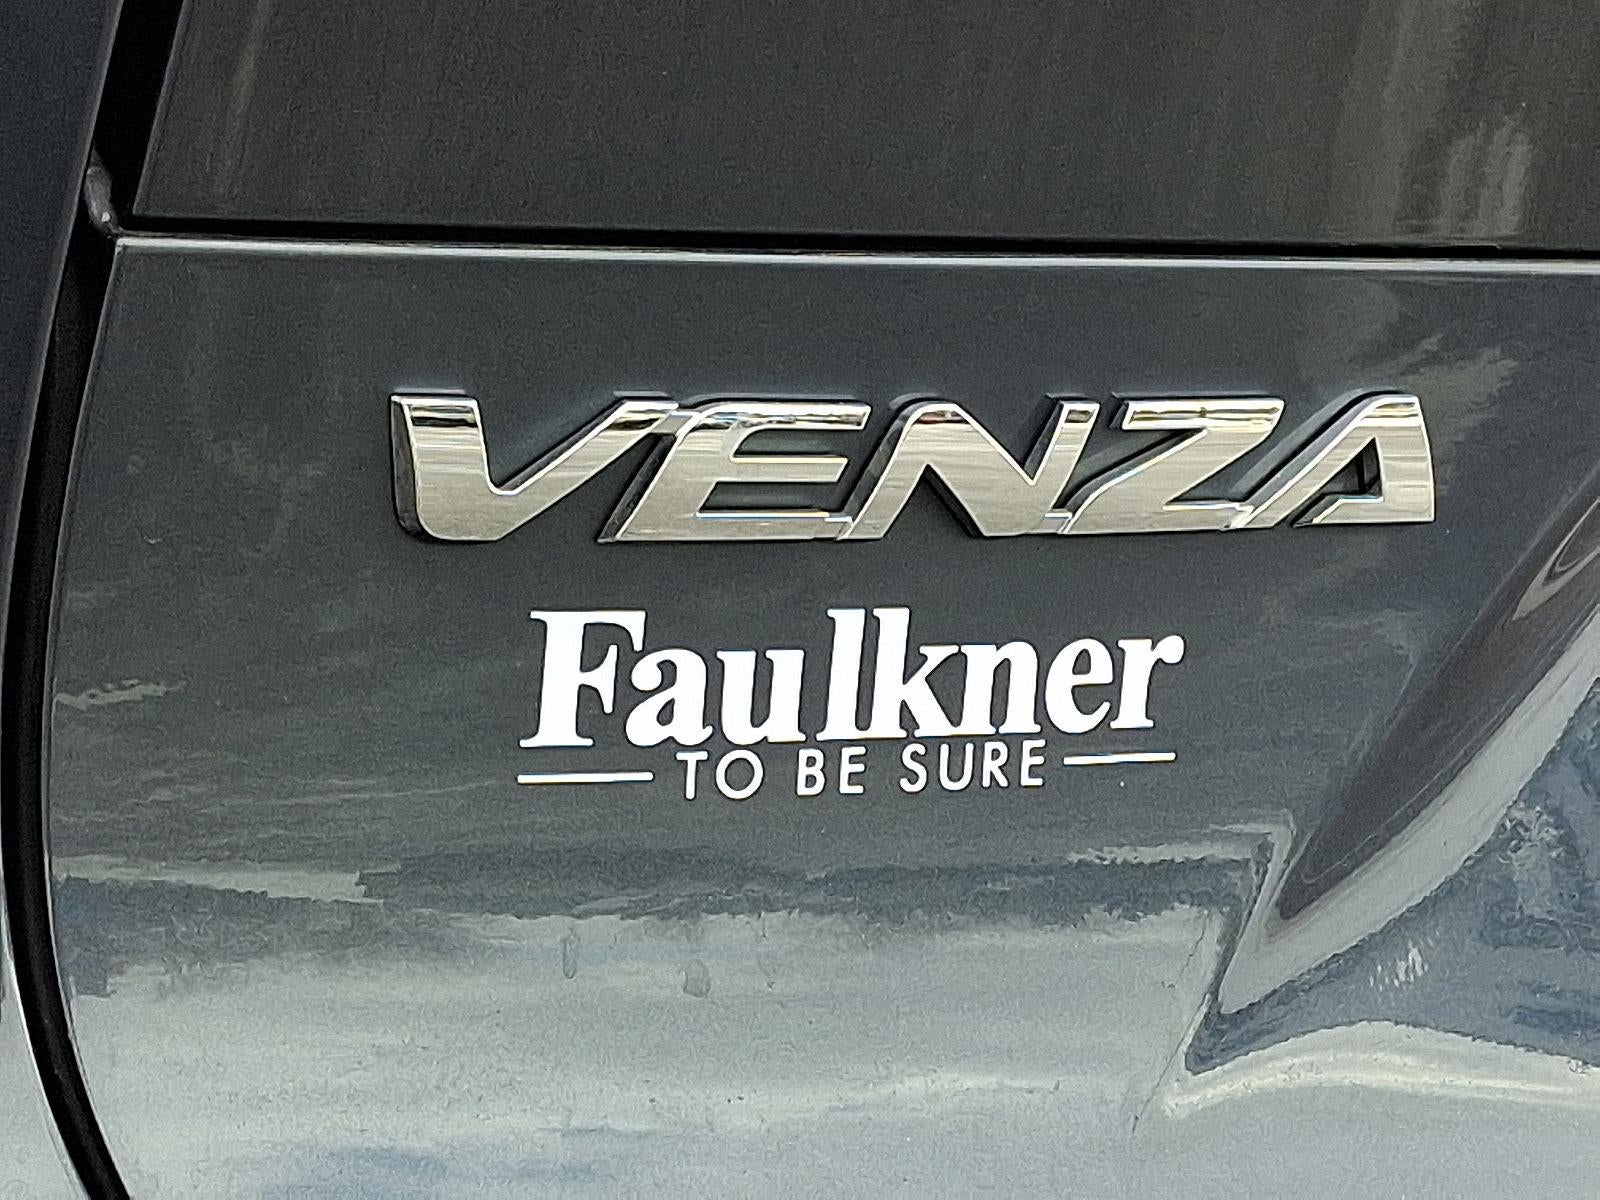 VENZA
Faulkner
TO BE SURE